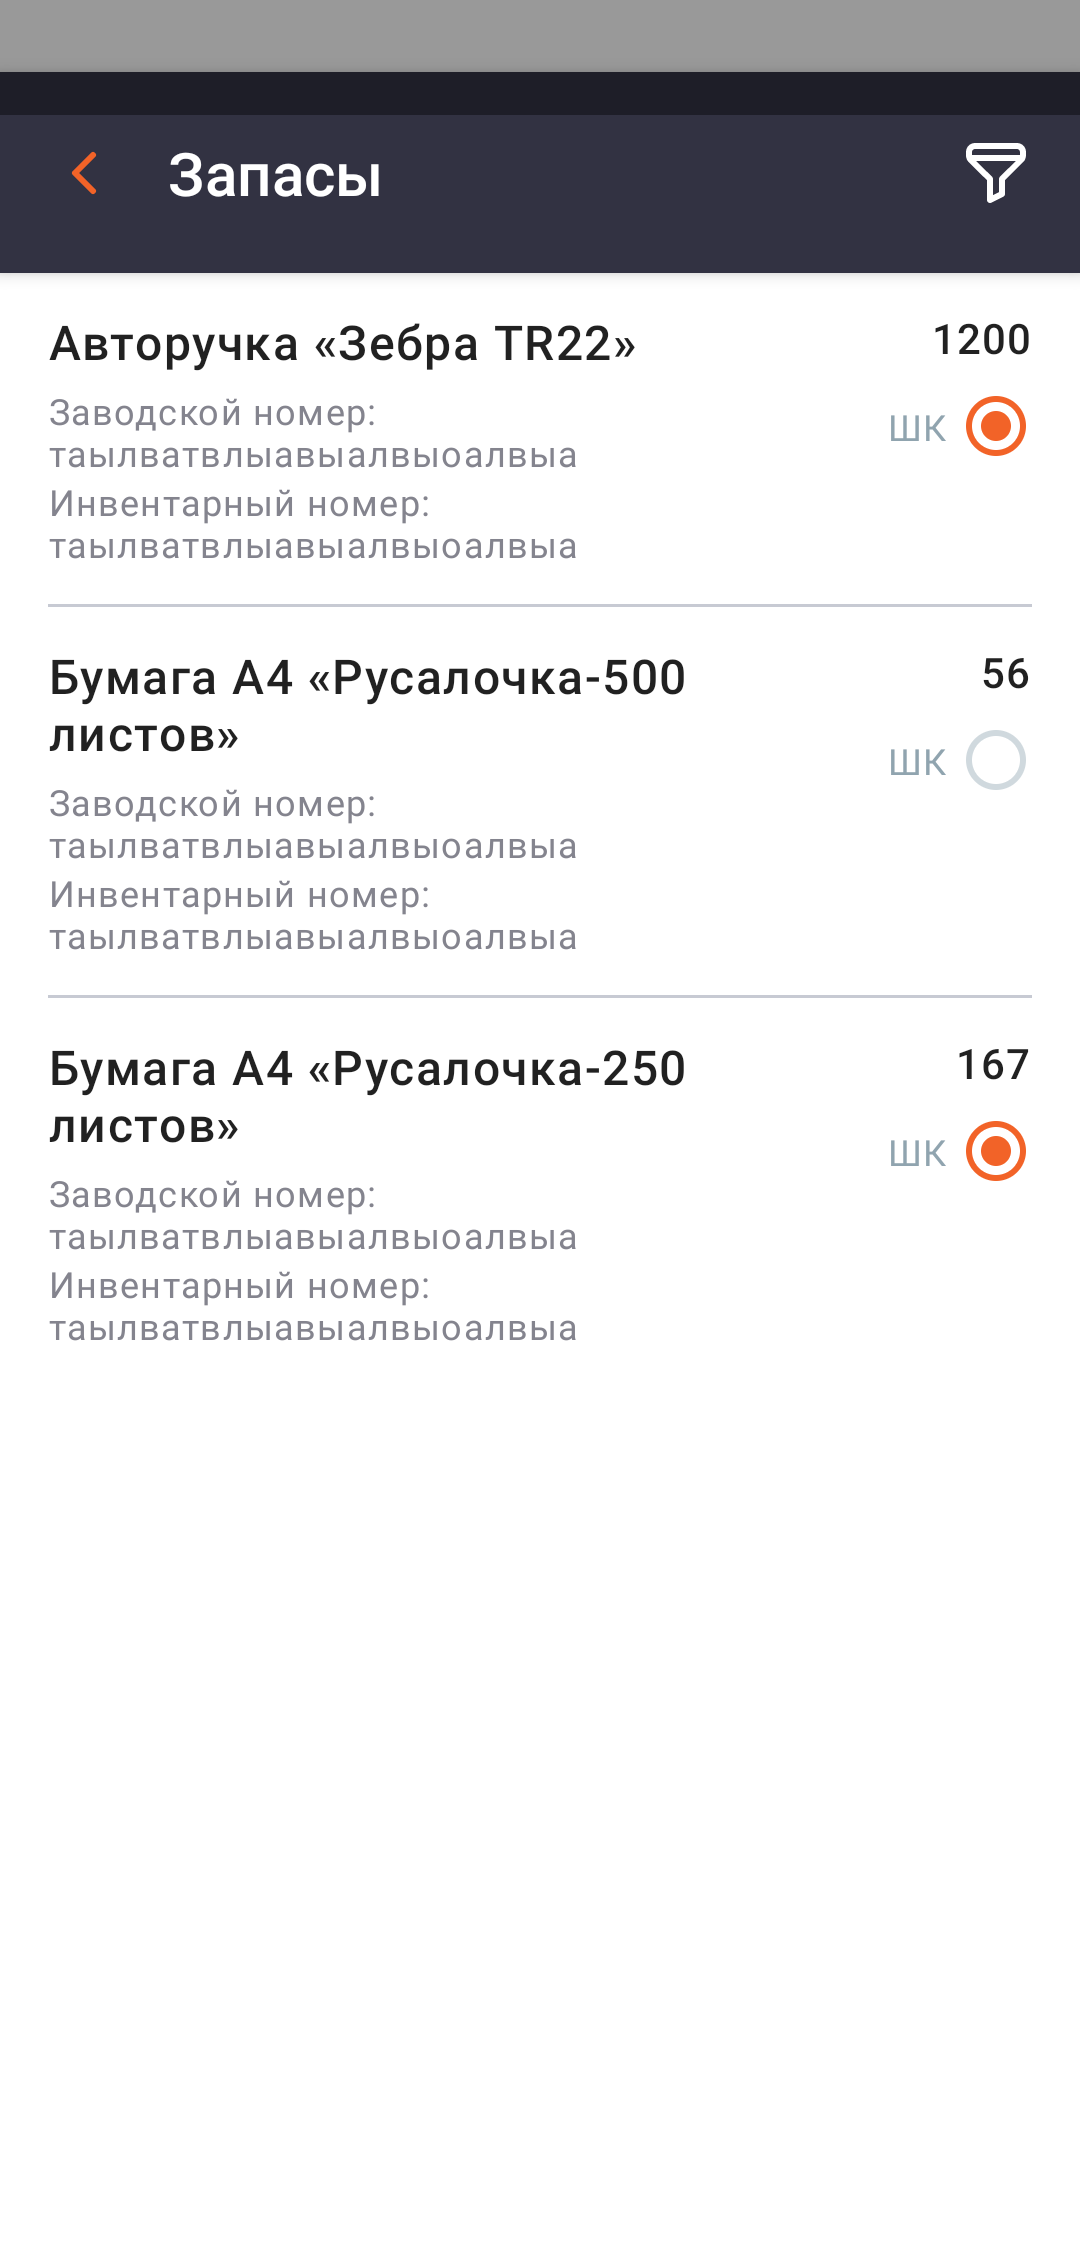 Запасы
Авторучка «Зебра TR22»
1200
Заводской номер:
таылватвлыавыалвыоалвыа
ШК
Инвентарный номер:
таылватвлыавыалвыоалвыа
Бумага А4 «Русалочка-500
листов»
56
ШК
Заводской номер:
таылватвлыавыалвыоалвыа
Инвентарный номер:
таылватвлыавыалвыоалвыа
Бумага А4 «Русалочка-250
листов»
167
ШК
Заводской номер:
таылватвлыавыалвыоалвыа
Инвентарный номер:
таылватвлыавыалвыоалвыа